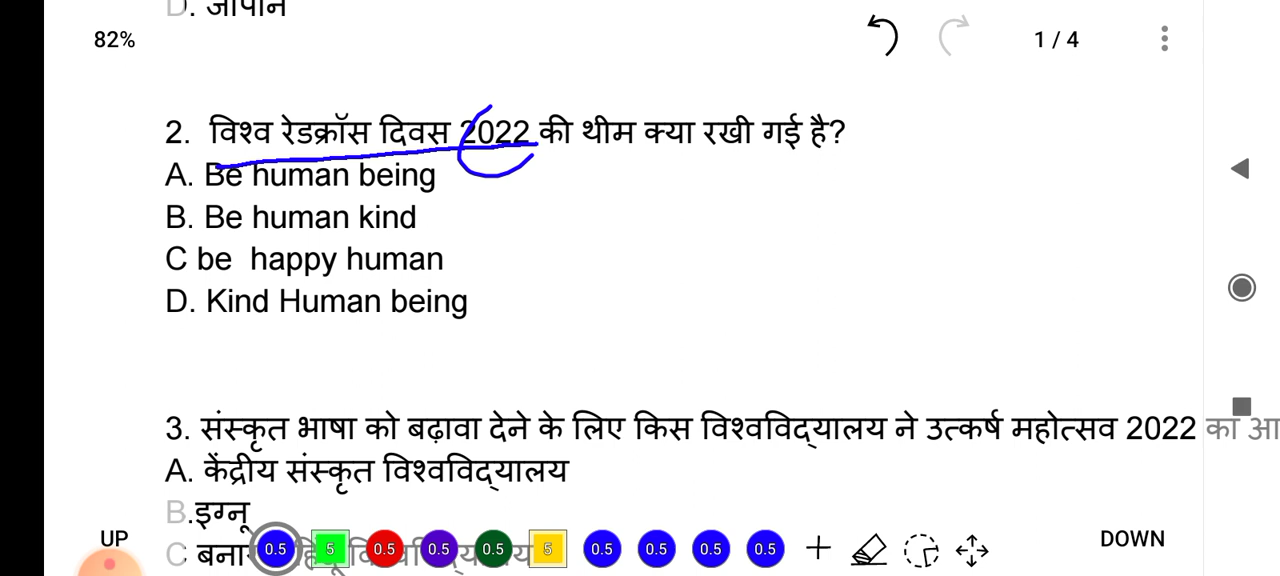 D. जापान
82%
1 / 4
2. विश्व रेडक्रॉस दिवस 2022 की थीम क्या रखी गई है?
A. Be human being
B. Be human kind
C be happy human
D. Kind Human being
3. संस्कृत भाषा को बढ़ावा देने के लिए किस विश्वविद्यालय ने उत्कर्ष महोत्सव 2022 का आ
A. केंद्रीय संस्कृत विश्वविद्यालय
B.इग्नू
UP
C
0.5 5 0.5 0.5 0.5 5 0.5 0.5 0.5 0.5
DOWN